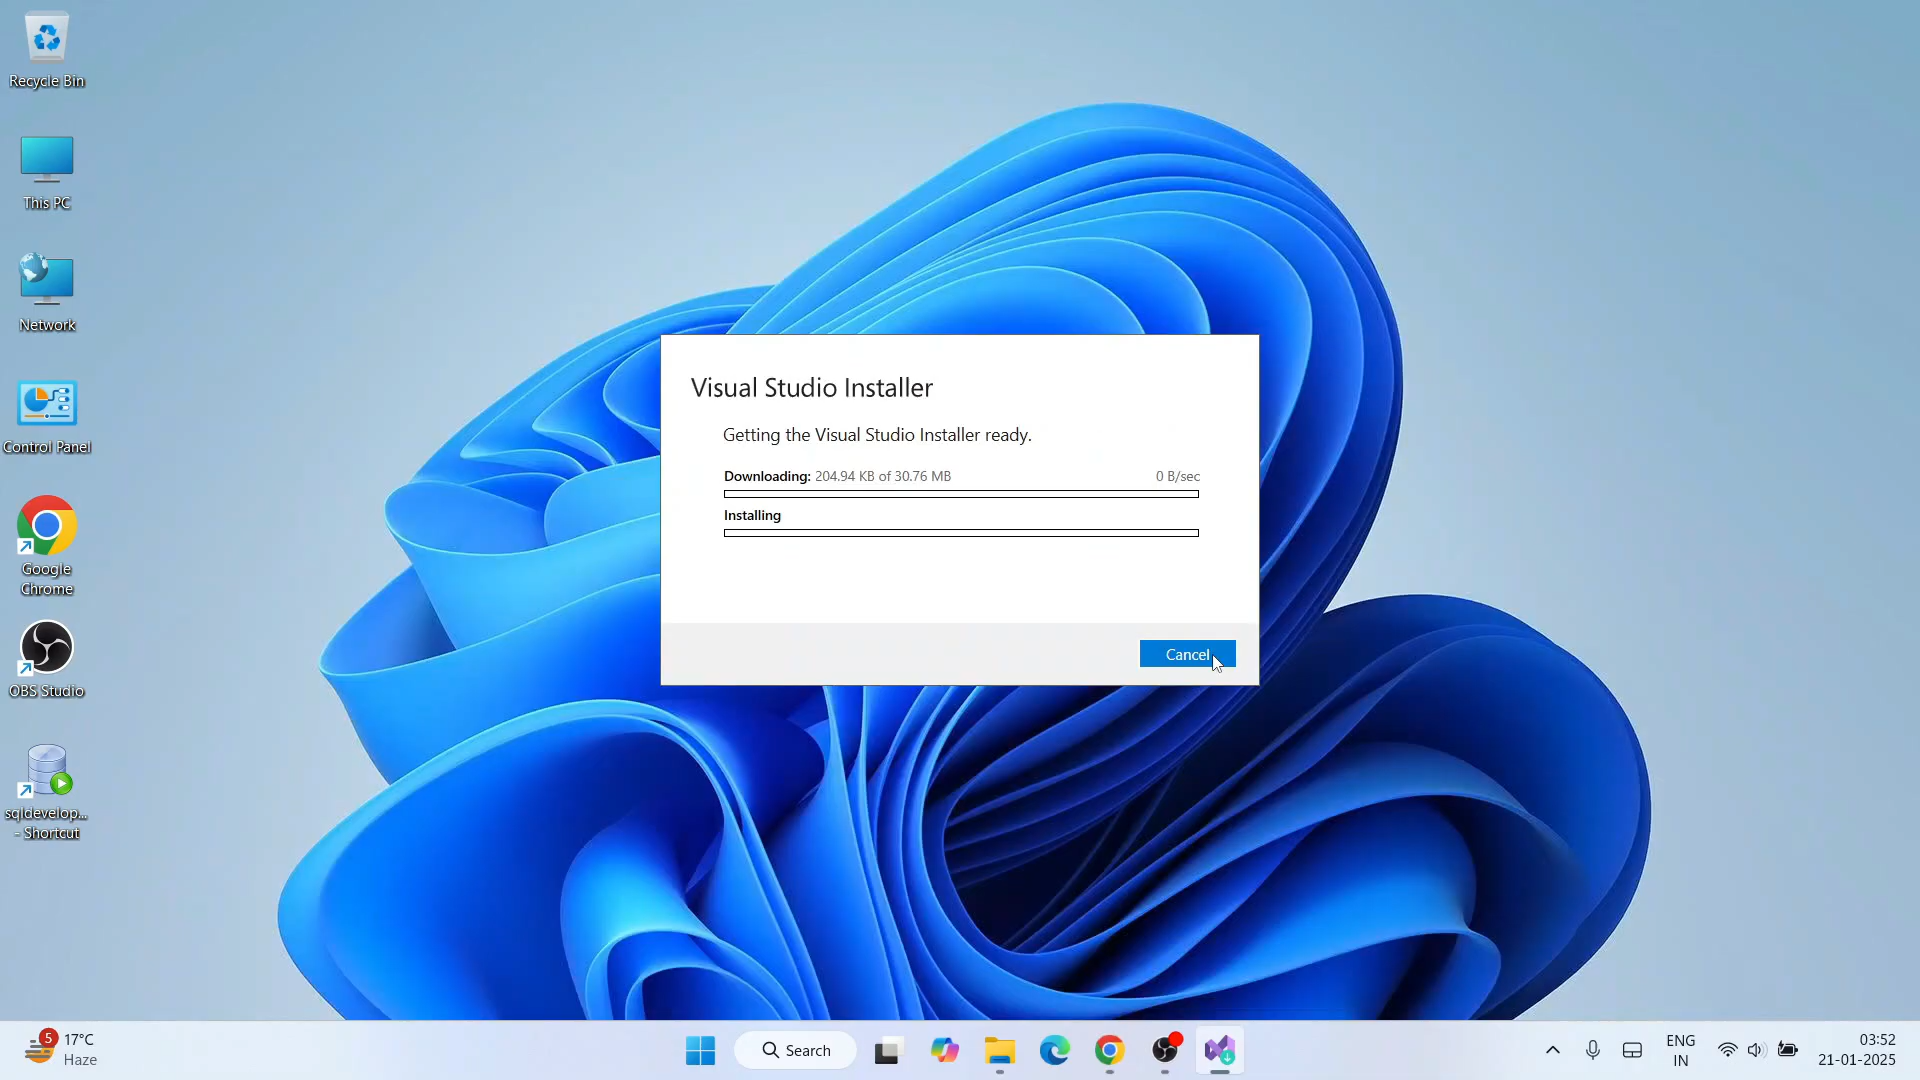 Recycle Bin
This PC
Network
Control Panel
Google
Chrome
OBS Studio
sqldevelop...
- Shortcut
Visual Studio Installer
Getting the Visual Studio Installer ready.
Downloading: 204.94 KB of 30.76 MB 0 B/sec
Installing
Cancel
5
17°C
Haze
Search
ENG
IN
03:52
21-01-2025